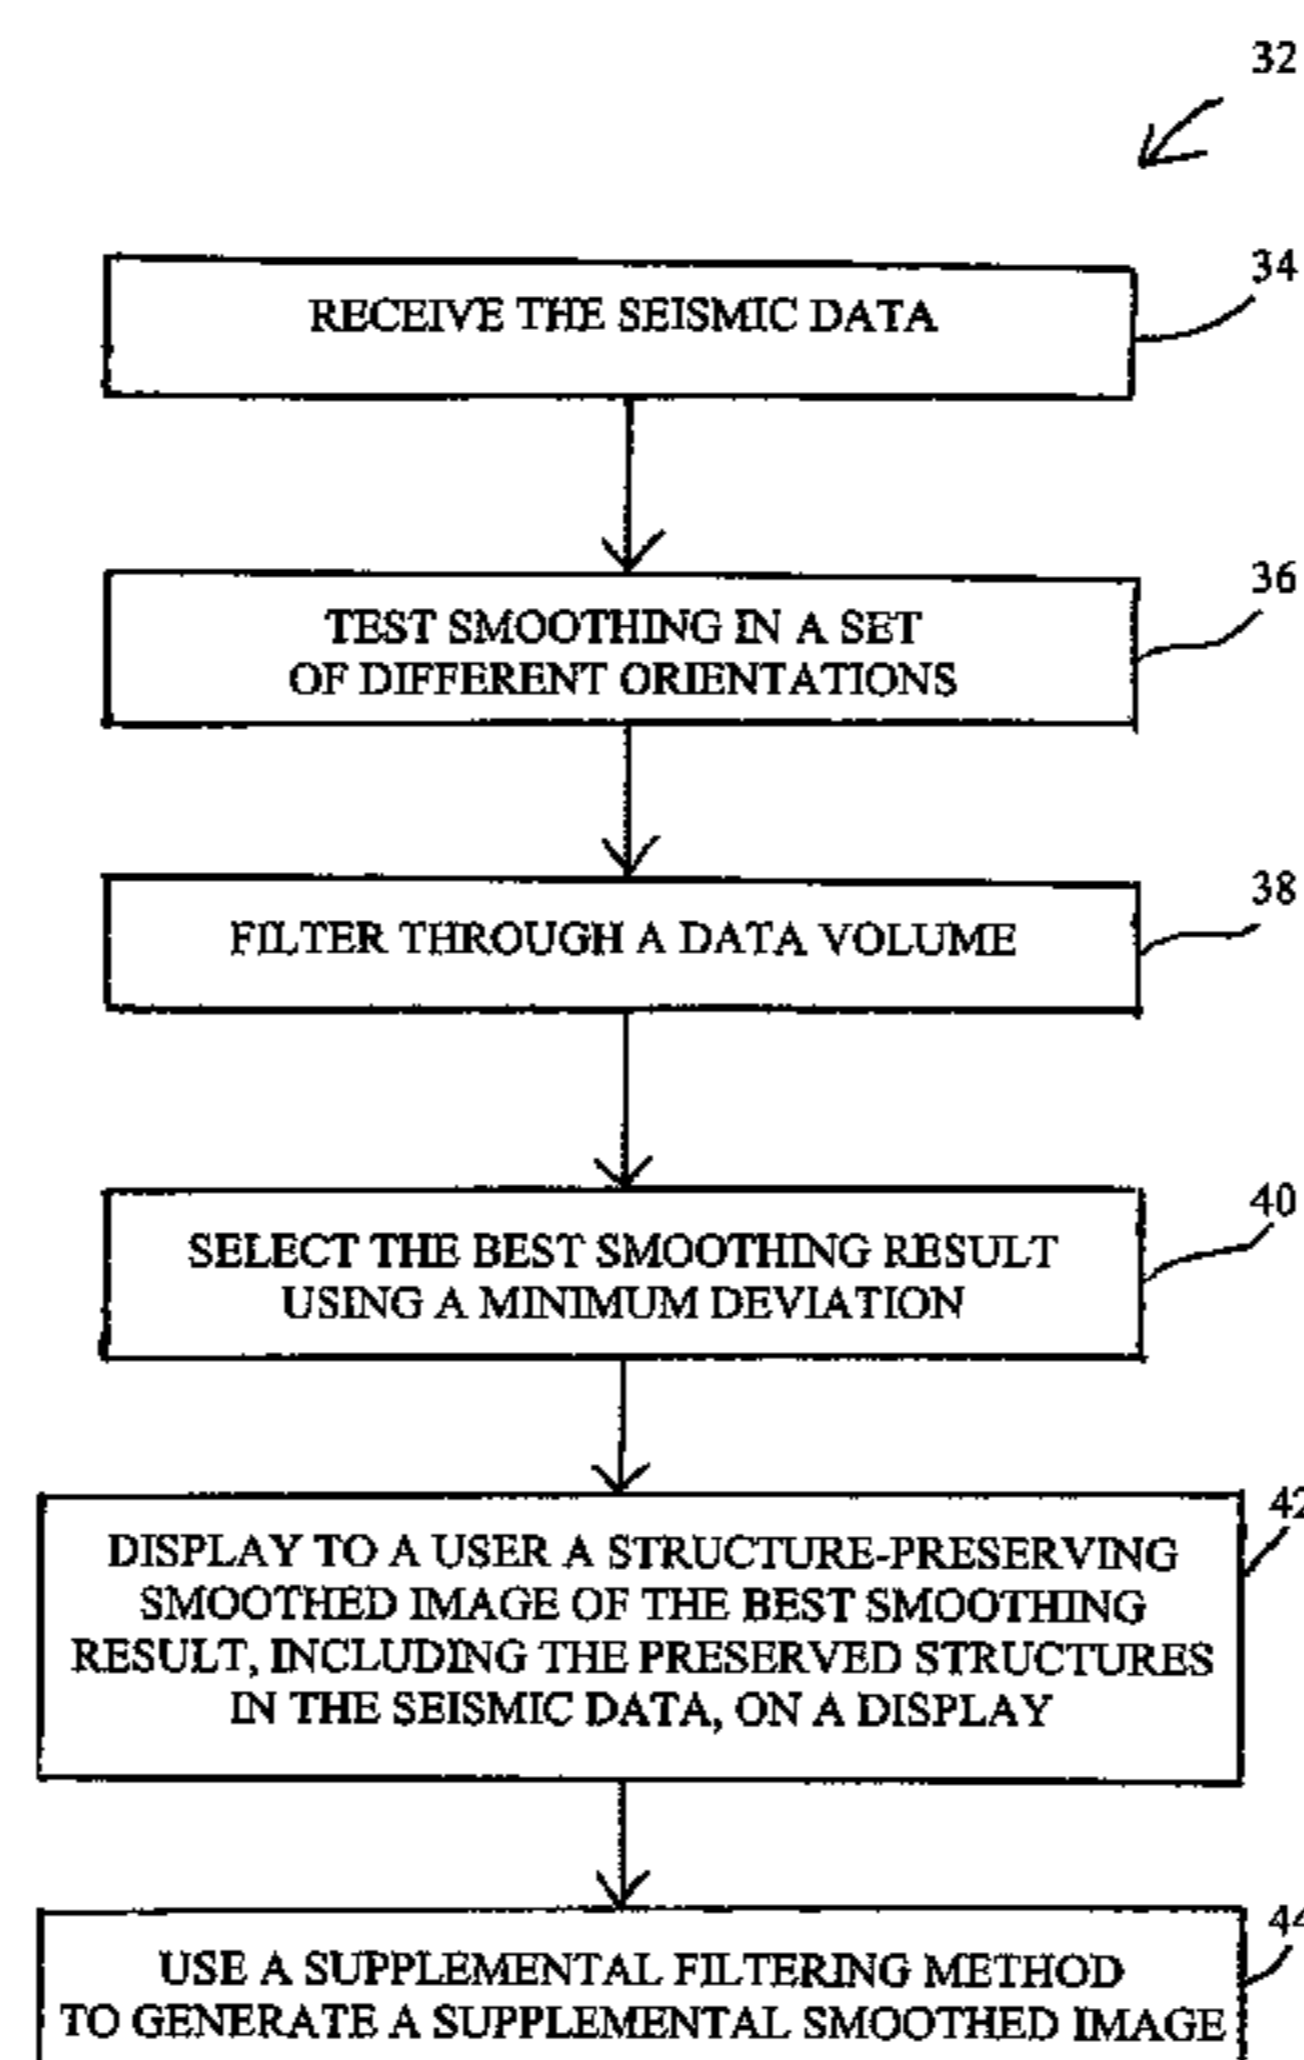 32
34
RECEIVE THE SEISMIC DATA
36
TEST SMOOTHING IN A SET
OF DIFFERENT ORIENTATIONS
38
FILTER THROUGH A DATA VOLUME
40
SELECT THE BEST SMOOTHING RESULT
USING A MINIMUM DEVIATION
42
DISPLAY TO A USER A STRUCTURE-PRESERVING
SMOOTHED IMAGE OF THE BEST SMOOTHING
RESULT, INCLUDING THE PRESERVED STRUCTURES
IN THE SEISMIC DATA, ON A DISPLAY
44
USE A SUPPLEMENTAL FILTERING METHOD
TO GENERATE A SUPPLEMENTAL SMOOTHED IMAGE